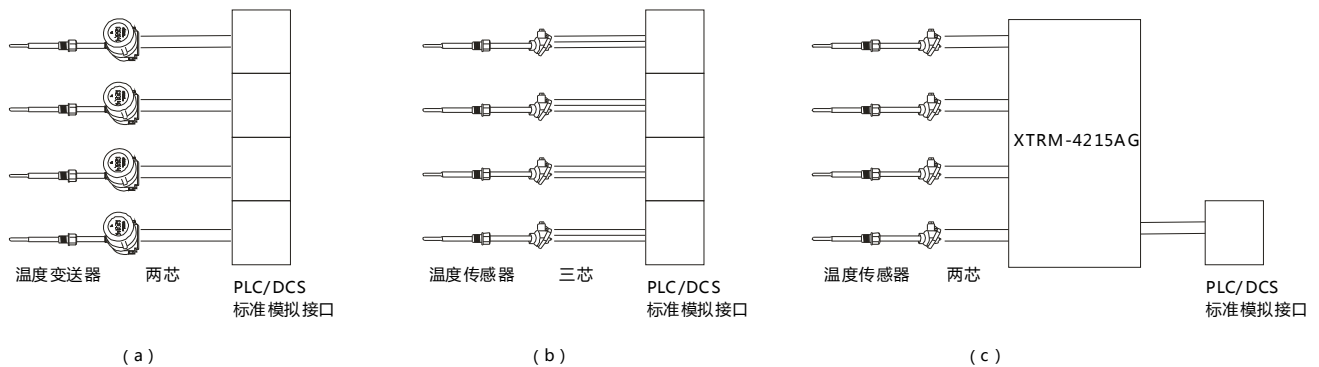 温度变送器 两芯
PLC/DCS
标准模拟接口
(a)
温度传感器 三芯
PLC/DCS
标准模拟接口
(b)
XTRM-4215AG
温度传感器 两芯
PLC/DCS
标准模拟接口
(c)